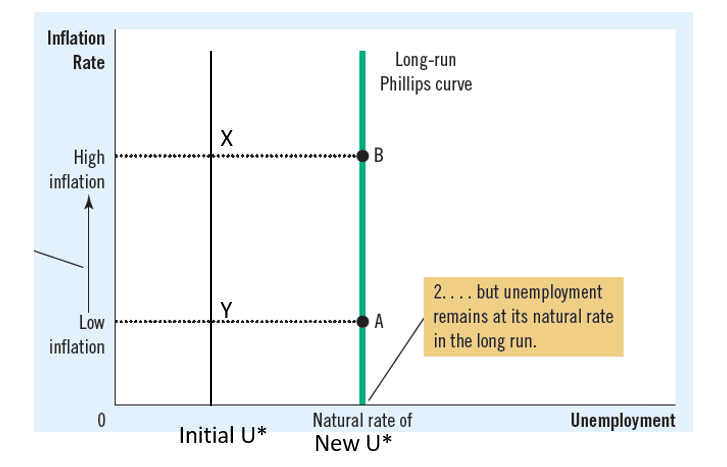 Inflation
Rate
Long-run
Phillips curve
X
High
inflation
B
Y
Low
inflation
A
2. . . . but unemployment
remains at its natural rate
in the long run.
0
Initial U*
Natural rate of
New U*
Unemployment